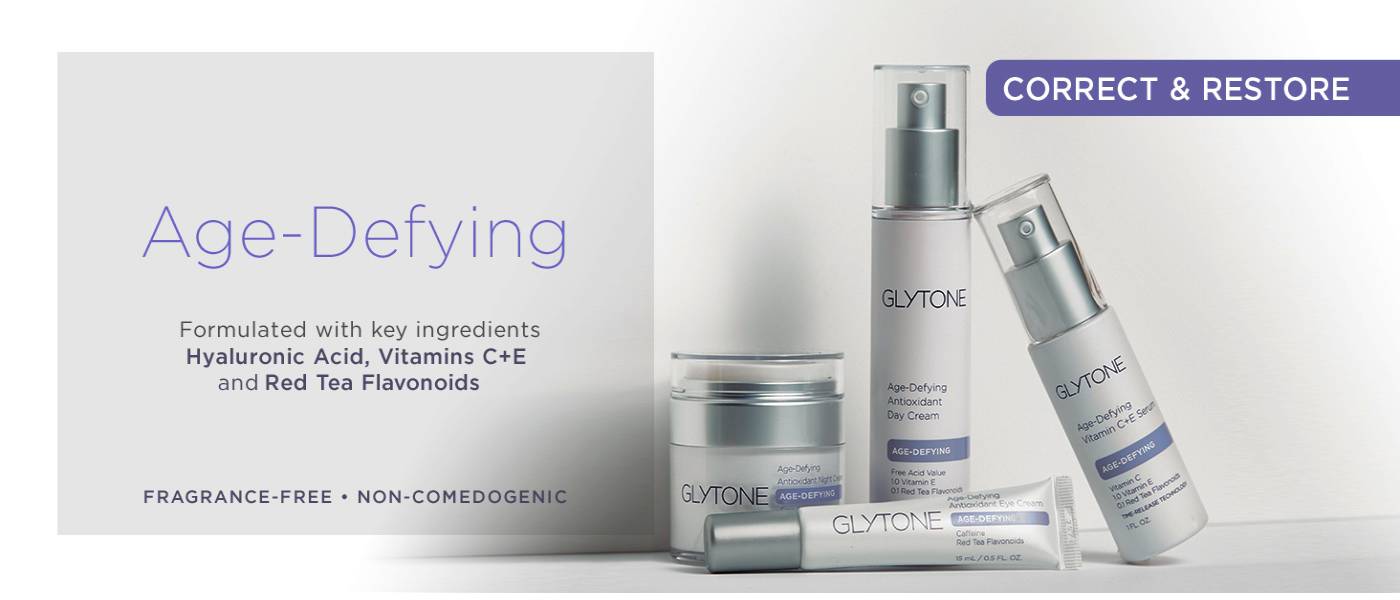 CORRECT & RESTORE
Age-Defying
Formulated with key ingredients
Hyaluronic Acid, Vitamins C+E
and Red Tea Flavonoids
FRAGRANCE-FREE • NON-COMEDOGENIC
GLYTONE
Age-Defying
Antioxidant Night
AGE-DEFYING
GLYTONE
Age-Defying
Antioxidant
Day Cream
AGE-DEFYING
Free Acid Value
1.0 Vitamin E
0.1 Red Tea Flavonoids
GLYTONE
Age-Defying
Antioxidant Eye Cream
AGE-DEFYING
Caffeine
Red Tea Flavonoids
15 mL / 0.5 FL. OZ.
GLYTONE
Age-Defying
Vitamin C+E Serum
AGE-DEFYING
Vitamin C
1.0 Vitamin E
0.1 Red Tea Flavonoids
TIME-RELEASE TECHNOLOGY
1 FL. OZ.